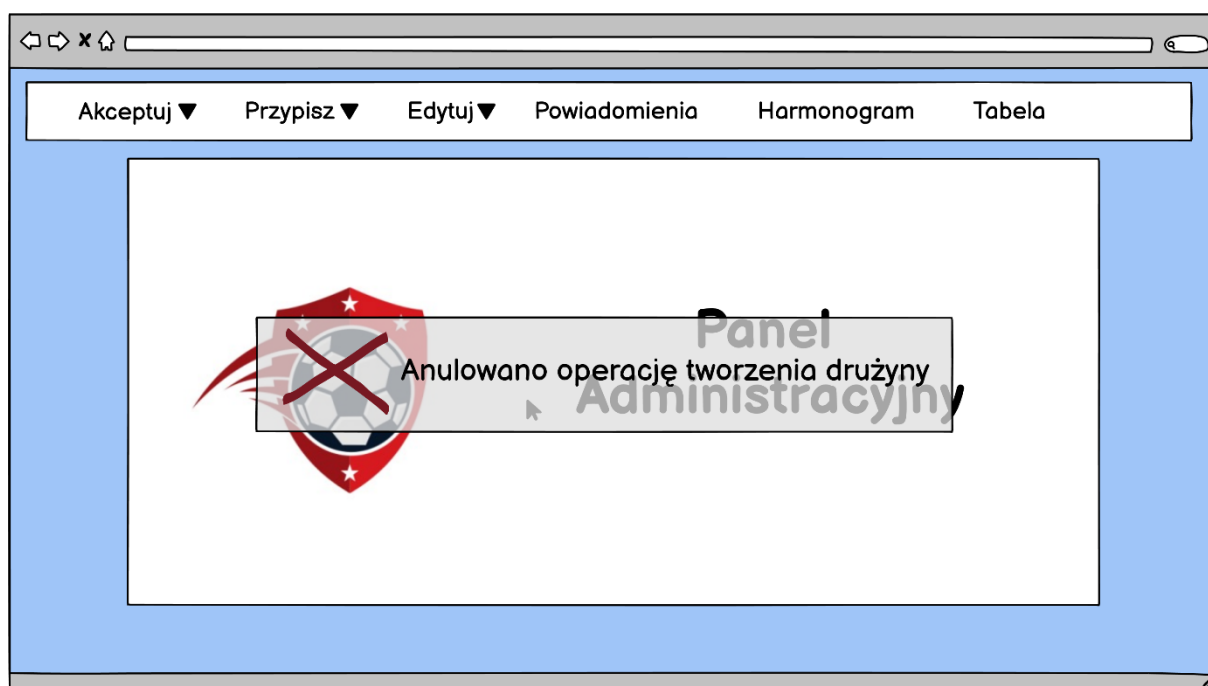 Akceptuj ▼ Przypisz ▼ Edytuj ▼ Powiadomienia Harmonogram Tabela
Panel
Anulowano operację tworzenia drużyny
Administracyjny